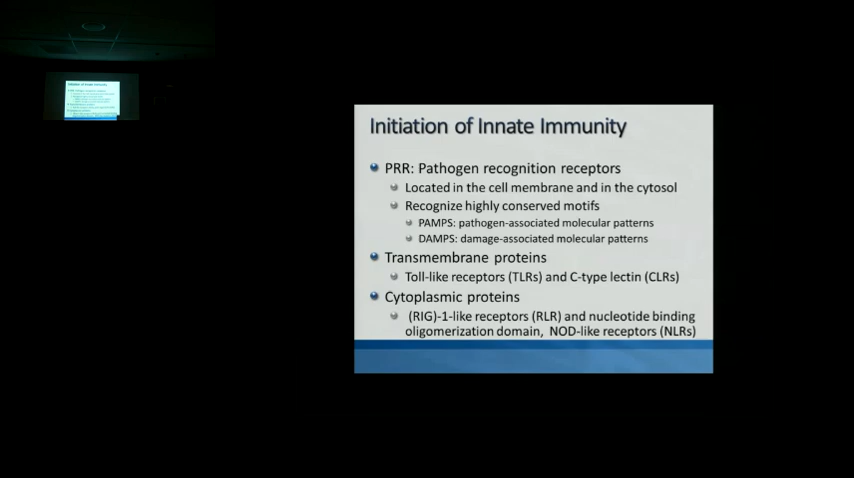 Initiation of Innate Immunity
PRR: Pathogen recognition receptors
Located in the cell membrane and in the cytosol
Recognize highly conserved motifs
PAMPS: pathogen-associated molecular patterns
DAMPS: damage-associated molecular patterns
Transmembrane proteins
Toll-like receptors (TLRs) and C-type lectin (CLRs)
Cytoplasmic proteins
(RIG)-1-like receptors (RLR) and nucleotide binding
oligomerization domain, NOD-like receptors (NLRs)